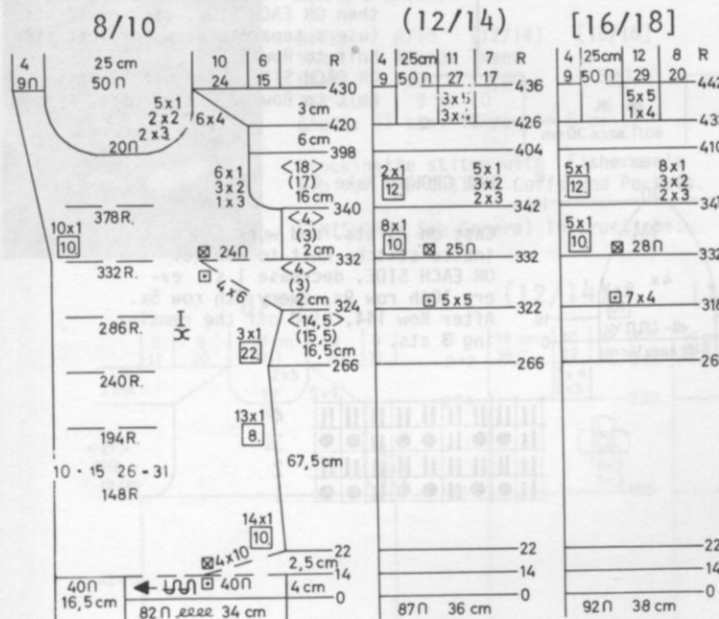 8/10 (12/14) [16/18]
4 25 cm 10 6 R
9∩ 50∩ 24 15 430
3 cm
5x1
2x2 6x4
2x3
420
6 cm
20∩
398
6x1 <18>
3x2 (17)
1x3 16 cm
340
378R.
10x1
10
<4>
(3)
2 cm
24∩
332
332R.
4x6
<4>
(3)
2 cm
324
286R.
3x1
22
<14,5>
(15,5)
16,5cm
266
240R.
194R.
13x1
8.
67,5cm
10 - 15 26 - 31
148R
14x1
10
22
4x10
2,5 cm
14
40∩ 40∩ 4 cm
16,5 cm
0
82∩ 34 cm
4 25cm 11 R
9 50∩ 27 17 436
3x5
3x4
426
404
2x1 5x1
12 3x2
2x3
342
8x1
10 25∩
332
5x5
322
266
22
14
0
87∩ 36 cm
4 25cm 12 8 R
9 50∩ 29 20
5x5
1x4
410
5x1 8x1
12 3x2
2x3
5x1
10 28∩
332
7x4
22
14
0
92∩ 38 cm